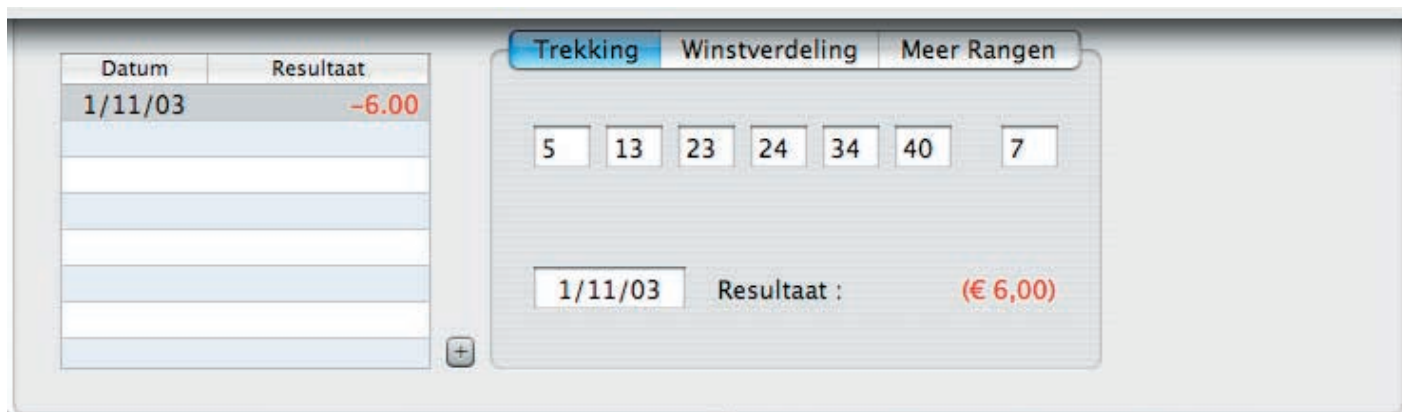 Datum Resultaat
1/11/03 -6.00
Trekking Winstverdeling Meer Rangen
5 13 23 24 34 40 7
1/11/03 Resultaat : (€ 6,00)
+